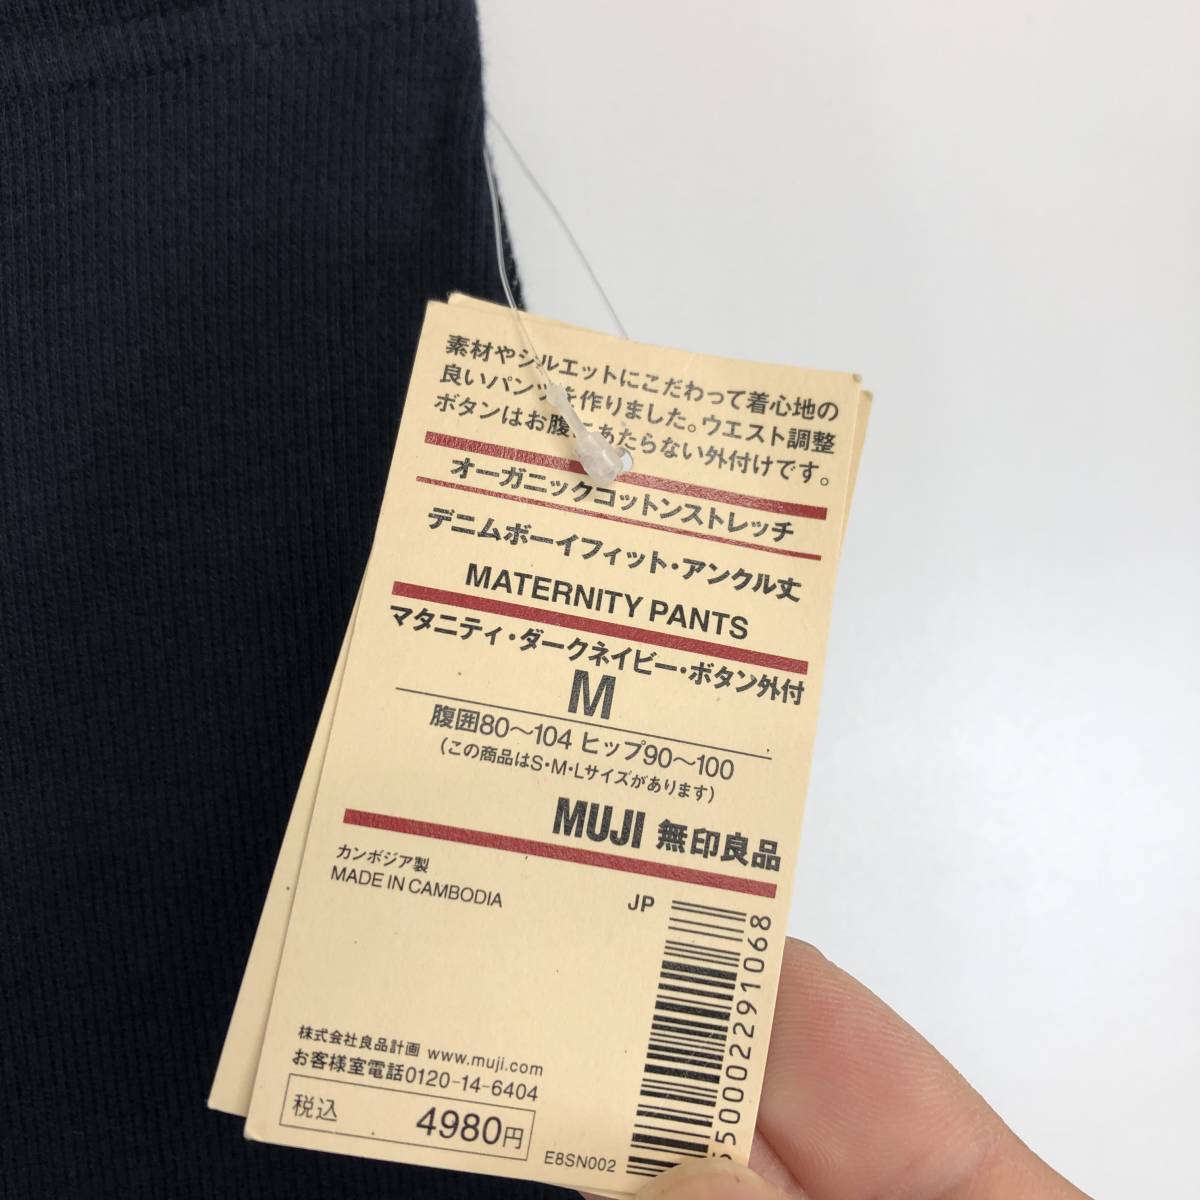 素材やシルエットにこだわって着心地の
良いパンツを作りました。ウエスト調整
ボタンはお腹にあたらない外付けです。
オーガニックコットンストレッチ
デニムボーイフィット・アンクル丈
MATERNITY PANTS
マタニティ・ダークネイビー・ボタン外付
M
腹囲80〜104 ヒップ90〜100
(この商品はS・M・Lサイズがあります)
MUJI 無印良品
カンボジア製
MADE IN CAMBODIA
JP
550002291068
株式会社良品計画 www.muji.com
お客様室電話0120-14-6404
税込 4980円
E8SN002